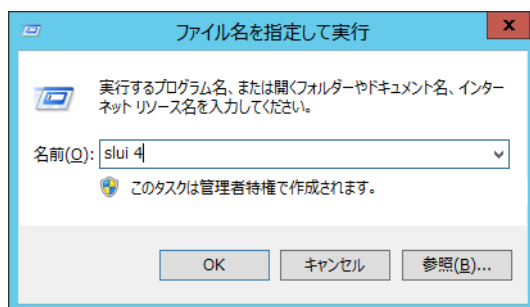 ファイル名を指定して実行
x
実行するプログラム名、または開くフォルダーやドキュメント名、インター
ネット リソース名を入力してください。
名前(O): slui 4
このタスクは管理者特権で作成されます。
OK キャンセル 参照(B)...